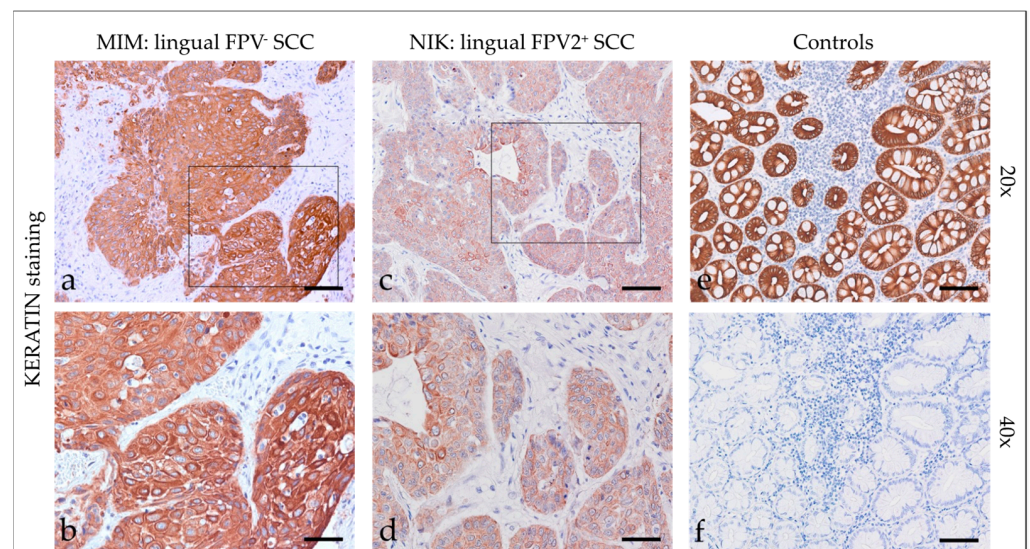 MIM: lingual FPV- SCC
NIK: lingual FPV2+ SCC
Controls
KERATIN staining
a
c
e
20x
b
d
f
40x